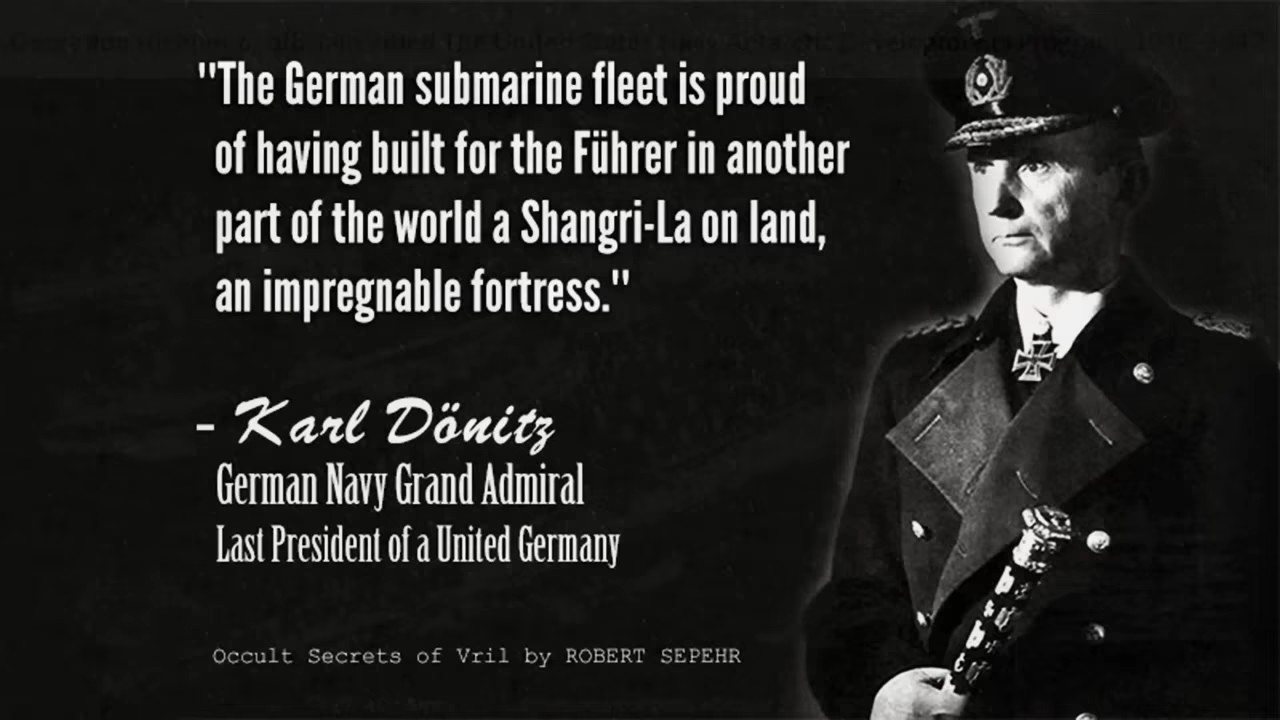 "The German submarine fleet is proud
of having built for the Führer in another
part of the world a Shangri-La on land,
an impregnable fortress."
- Karl Dönitz
German Navy Grand Admiral
Last President of a United Germany
Occult Secrets of Vril by ROBERT SEPEHR